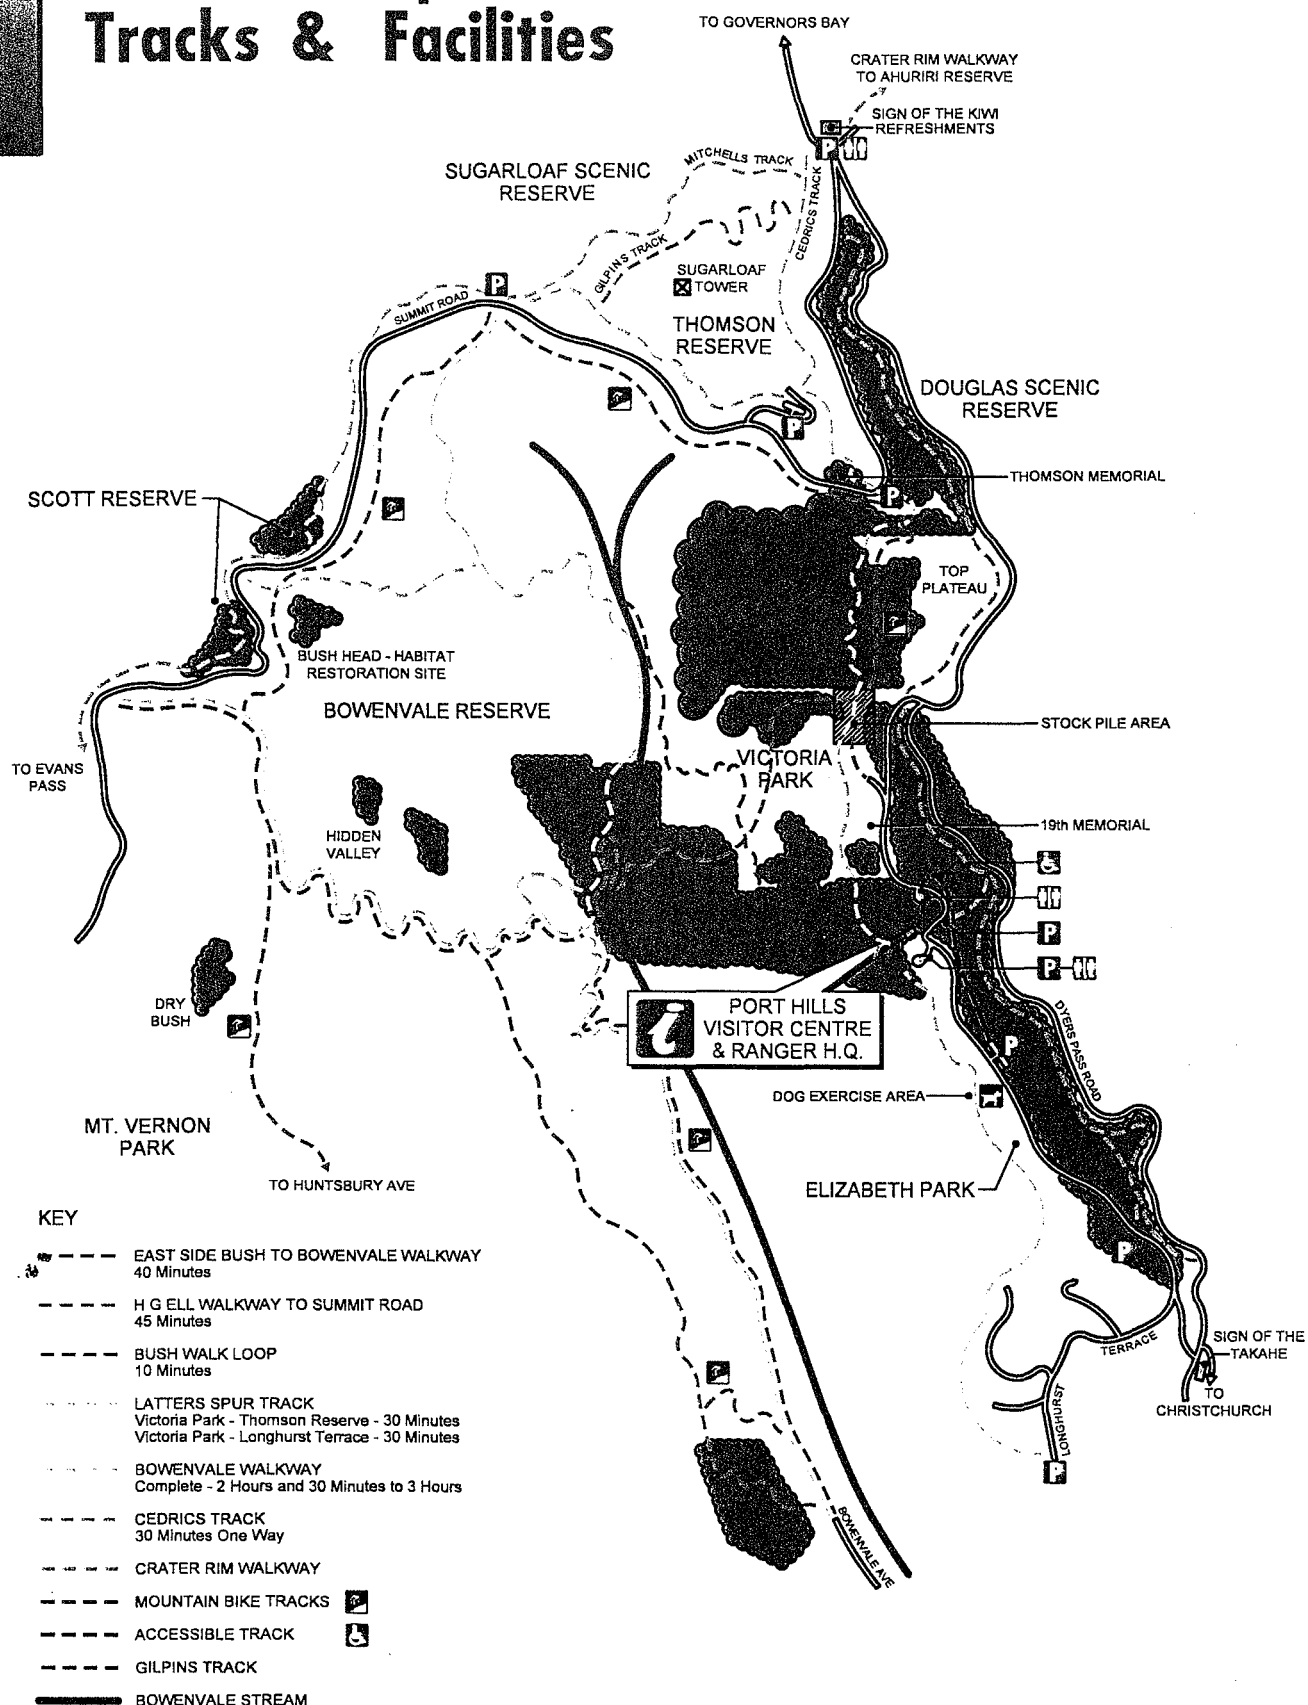 Tracks & Facilities
TO GOVERNORS BAY
CRATER RIM WALKWAY
TO AHURIRI RESERVE
SIGN OF THE KIWI
REFRESHMENTS
P
MITCHELLS TRACK
SUGARLOAF SCENIC
RESERVE
CEDRICS TRACK
GILPINS TRACK
SUGARLOAF
TOWER
P
SUMMIT ROAD
THOMSON
RESERVE
DOUGLAS SCENIC
RESERVE
P
THOMSON MEMORIAL
P
SCOTT RESERVE
TOP
PLATEAU
BUSH HEAD - HABITAT
RESTORATION SITE
BOWENVALE RESERVE
STOCK PILE AREA
TO EVANS
PASS
VICTORIA
PARK
19th MEMORIAL
HIDDEN
VALLEY
P
P
DRY
BUSH
i
PORT HILLS
VISITOR CENTRE
& RANGER H.Q.
DYERS PASS ROAD
P
DOG EXERCISE AREA
MT. VERNON
PARK
TO HUNTSBURY AVE
ELIZABETH PARK
P
SIGN OF THE
TAKAHE
TERRACE
TO
CHRISTCHURCH
LONGHURST
P
BOWENVALE AVE
KEY
EAST SIDE BUSH TO BOWENVALE WALKWAY
40 Minutes
H G ELL WALKWAY TO SUMMIT ROAD
45 Minutes
BUSH WALK LOOP
10 Minutes
LATTERS SPUR TRACK
Victoria Park - Thomson Reserve - 30 Minutes
Victoria Park - Longhurst Terrace - 30 Minutes
BOWENVALE WALKWAY
Complete - 2 Hours and 30 Minutes to 3 Hours
CEDRICS TRACK
30 Minutes One Way
CRATER RIM WALKWAY
MOUNTAIN BIKE TRACKS
ACCESSIBLE TRACK
GILPINS TRACK
BOWENVALE STREAM